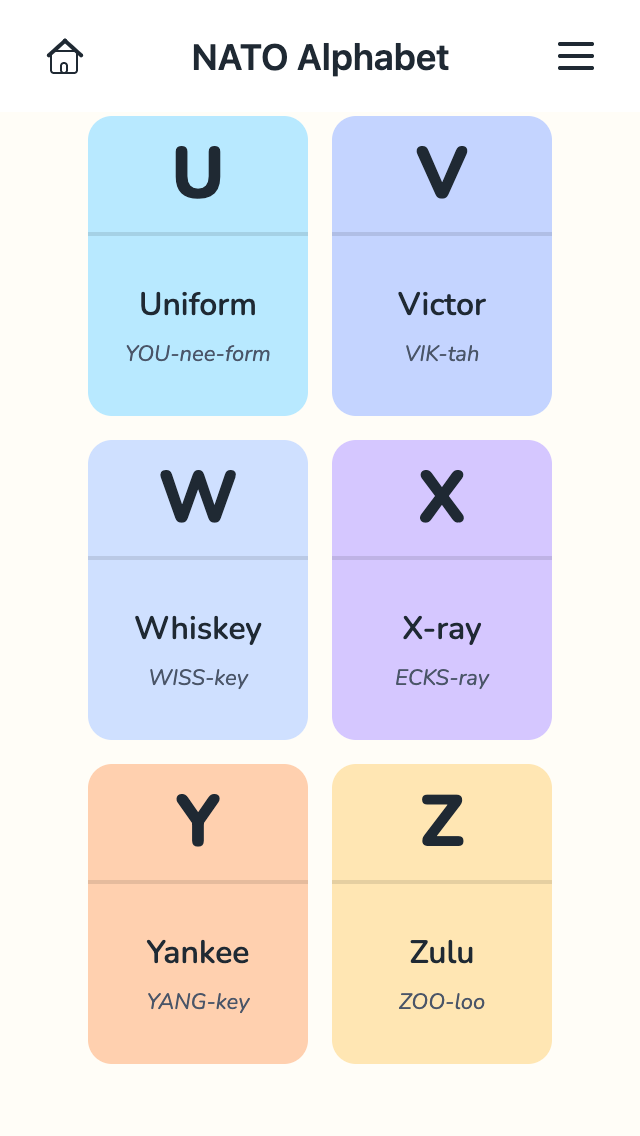 NATO Alphabet
U
Uniform
YOU-nee-form
V
Victor
VIK-tah
W
Whiskey
WISS-key
X
X-ray
ECKS-ray
Y
Yankee
YANG-key
Z
Zulu
ZOO-loo